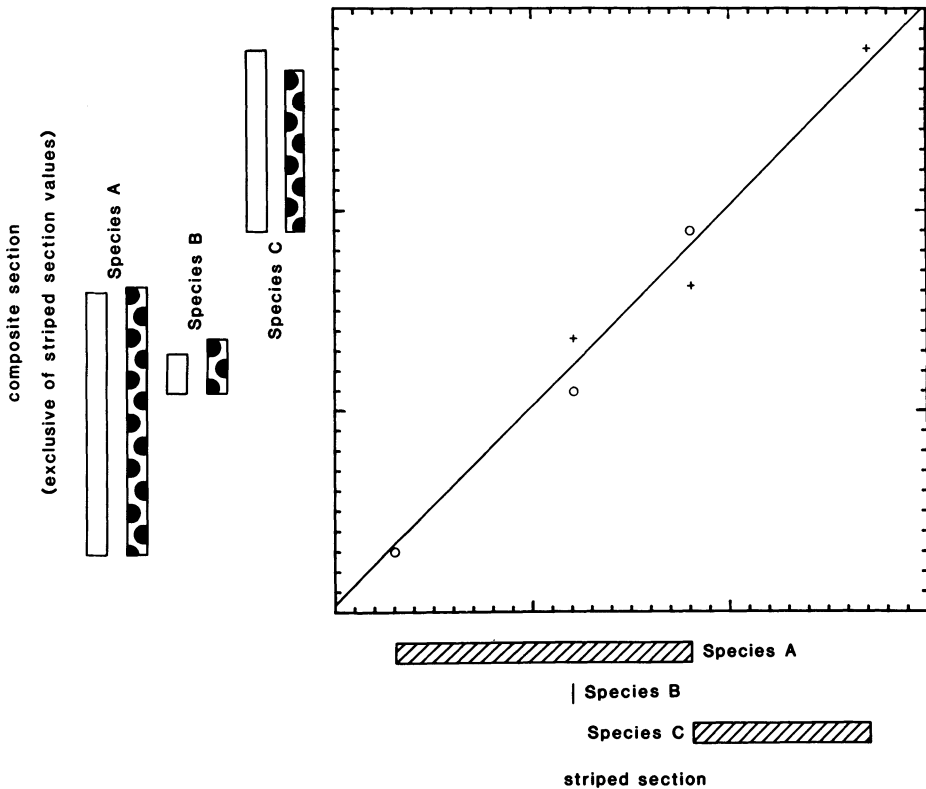 composite section
(exclusive of striped section values)
Species A
Species B
Species C
Species A
Species B
Species C
striped section